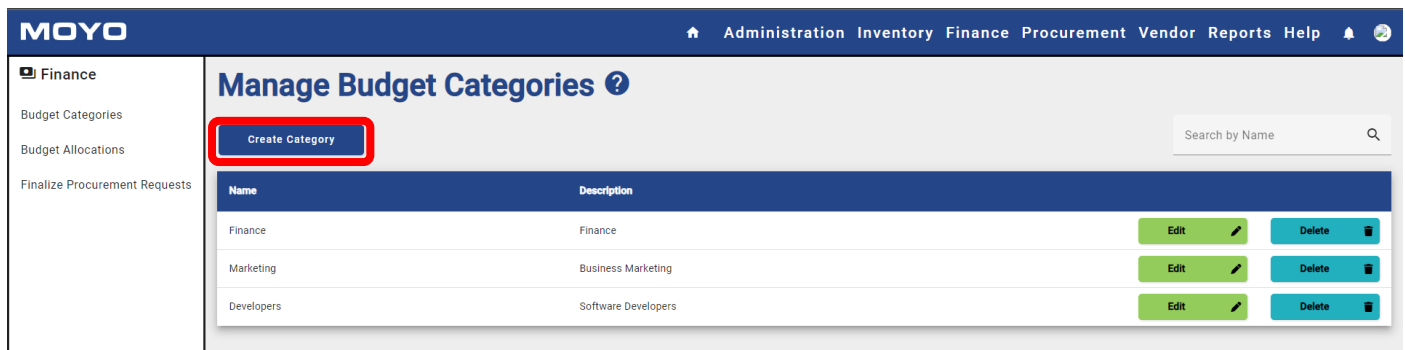 MOYO
Administration Inventory Finance Procurement Vendor Reports Help
Finance
Budget Categories
Budget Allocations
Finalize Procurement Requests
Manage Budget Categories ?
Create Category
Search by Name
Name Description
Finance Finance Edit Delete
Marketing Business Marketing Edit Delete
Developers Software Developers Edit Delete